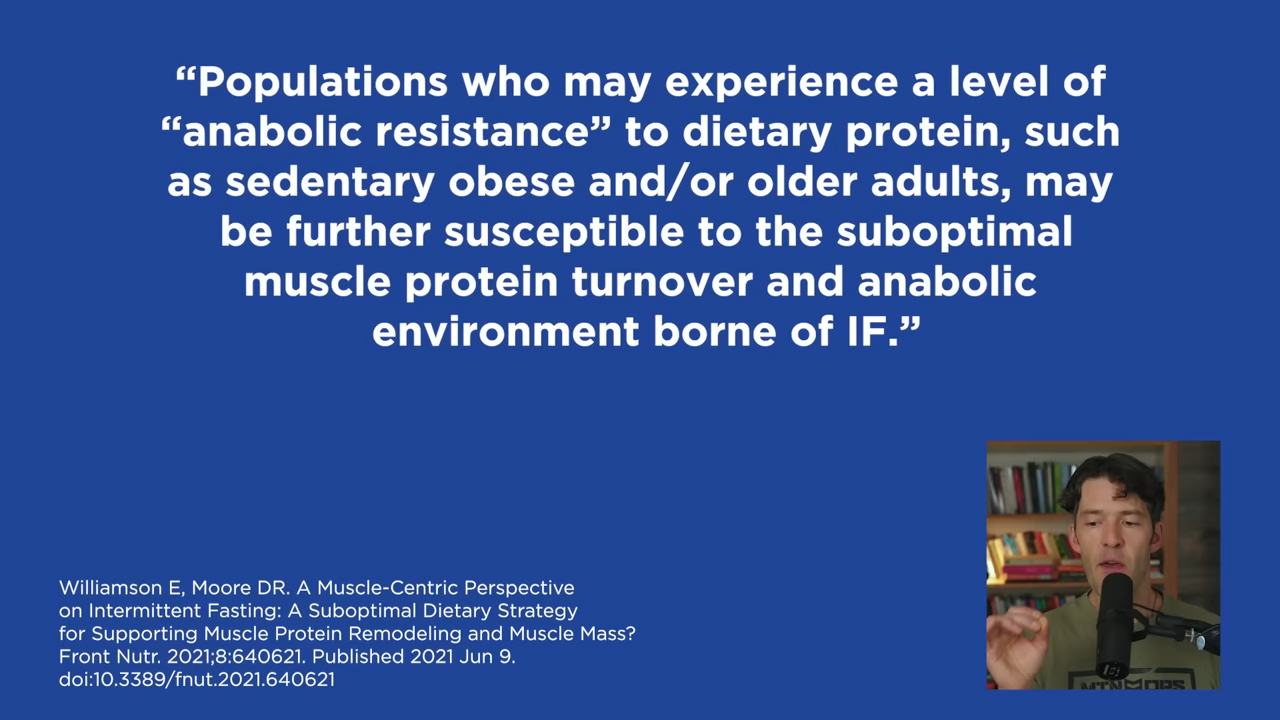 “Populations who may experience a level of
“anabolic resistance” to dietary protein, such
as sedentary obese and/or older adults, may
be further susceptible to the suboptimal
muscle protein turnover and anabolic
environment borne of IF.”
Williamson E, Moore DR. A Muscle-Centric Perspective
on Intermittent Fasting: A Suboptimal Dietary Strategy
for Supporting Muscle Protein Remodeling and Muscle Mass?
Front Nutr. 2021;8:640621. Published 2021 Jun 9.
doi:10.3389/fnut.2021.640621
MTN OPS